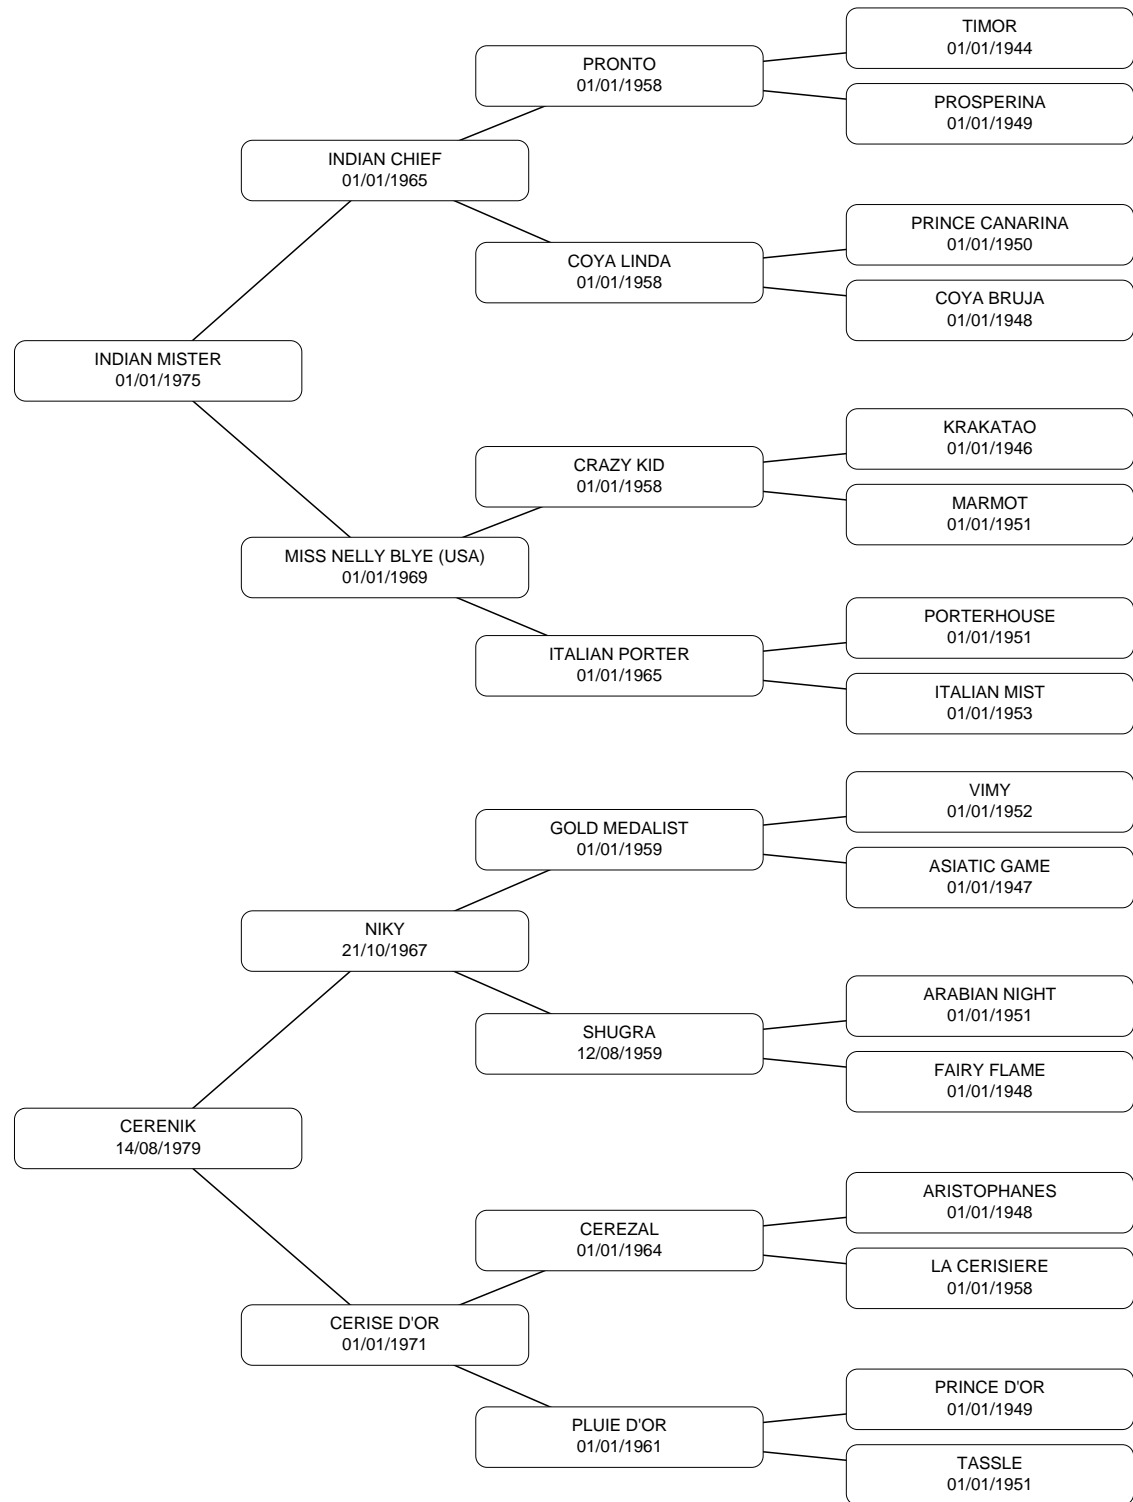 TIMOR
01/01/1944
PRONTO
01/01/1958
PROSPERINA
01/01/1949
INDIAN CHIEF
01/01/1965
PRINCE CANARINA
01/01/1950
COYA LINDA
01/01/1958
COYA BRUJA
01/01/1948
INDIAN MISTER
01/01/1975
KRAKATAO
01/01/1946
CRAZY KID
01/01/1958
MARMOT
01/01/1951
MISS NELLY BLYE (USA)
01/01/1969
PORTERHOUSE
01/01/1951
ITALIAN PORTER
01/01/1965
ITALIAN MIST
01/01/1953
VIMY
01/01/1952
GOLD MEDALIST
01/01/1959
ASIATIC GAME
01/01/1947
NIKY
21/10/1967
ARABIAN NIGHT
01/01/1951
SHUGRA
12/08/1959
FAIRY FLAME
01/01/1948
CERENIK
14/08/1979
ARISTOPHANES
01/01/1948
CEREZAL
01/01/1964
LA CERISIERE
01/01/1958
CERISE D'OR
01/01/1971
PRINCE D'OR
01/01/1949
PLUIE D'OR
01/01/1961
TASSLE
01/01/1951